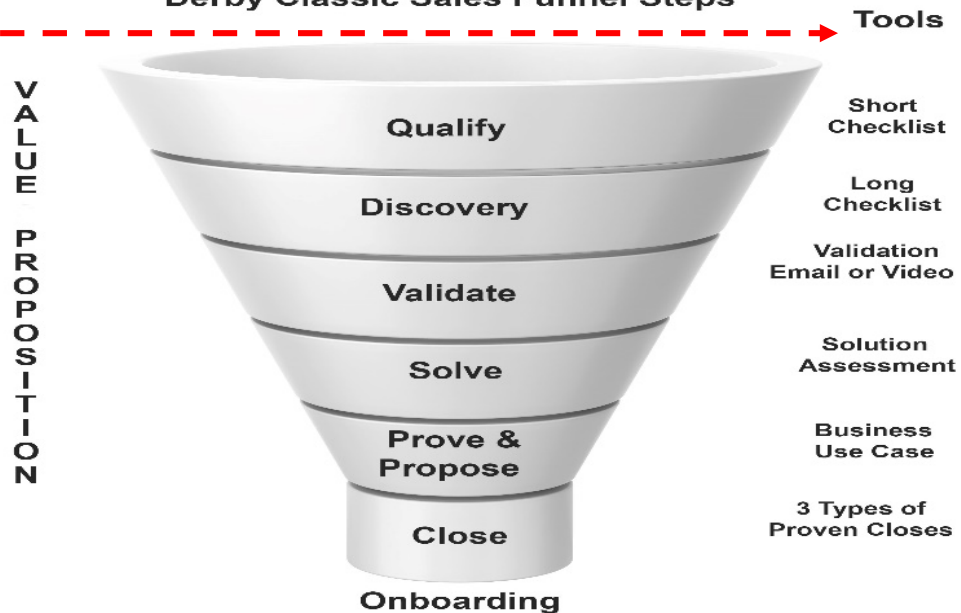 Derby Classic Sales Funnel Steps
Tools
VALUE PROPOSITION
Qualify
Short
Checklist
Discovery
Long
Checklist
Validate
Validation
Email or Video
Solve
Solution
Assessment
Prove &
Propose
Business
Use Case
Close
3 Types of
Proven Closes
Onboarding